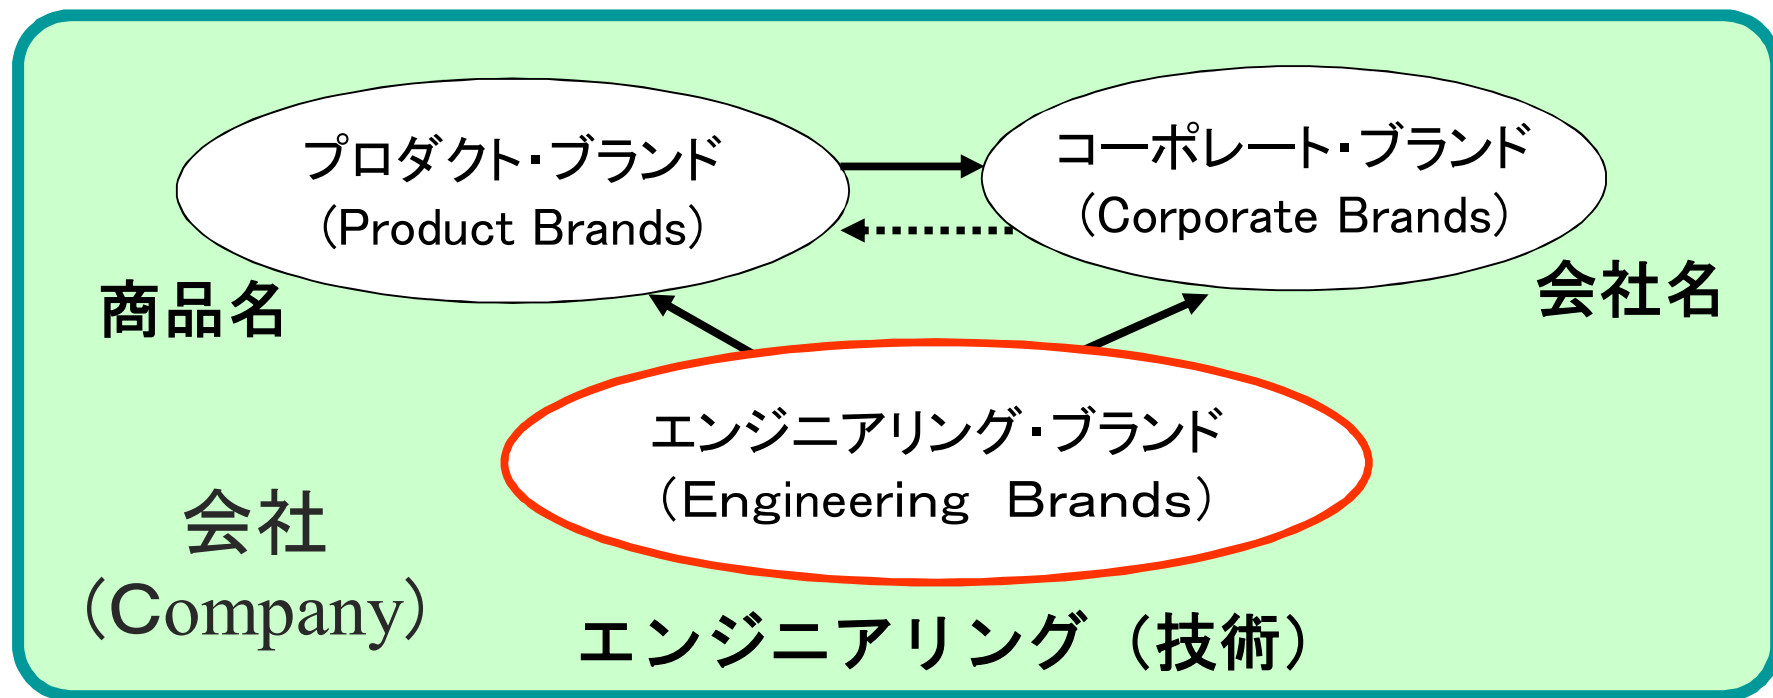 プロダクト・ブランド
（Product Brands）
コーポレート・ブランド
（Corporate Brands）
商品名
会社名
エンジニアリング・ブランド
（Engineering　Brands）
会社
（Company）
エンジニアリング（技術）